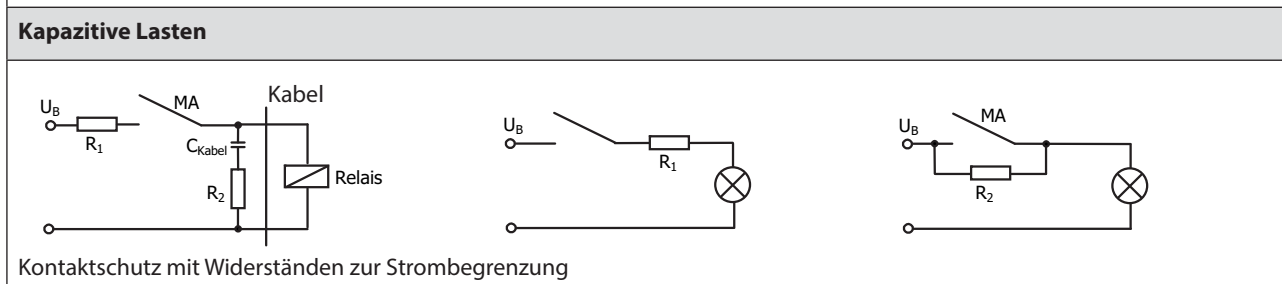 Kapazitive Lasten
U_B
R_1
MA
Kabel
C_Kabel
R_2
Relais
U_B
R_1
U_B
MA
R_2
Kontaktschutz mit Widerständen zur Strombegrenzung